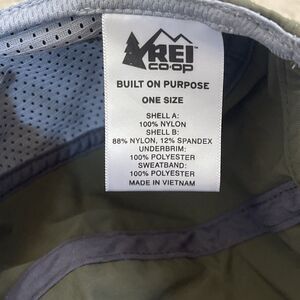 REI
CO·OP
BUILT ON PURPOSE
ONE SIZE
SHELL A:
100% NYLON
SHELL B:
88% NYLON, 12% SPANDEX
UNDERBRIM:
100% POLYESTER
SWEATBAND:
100% POLYESTER
MADE IN VIETNAM